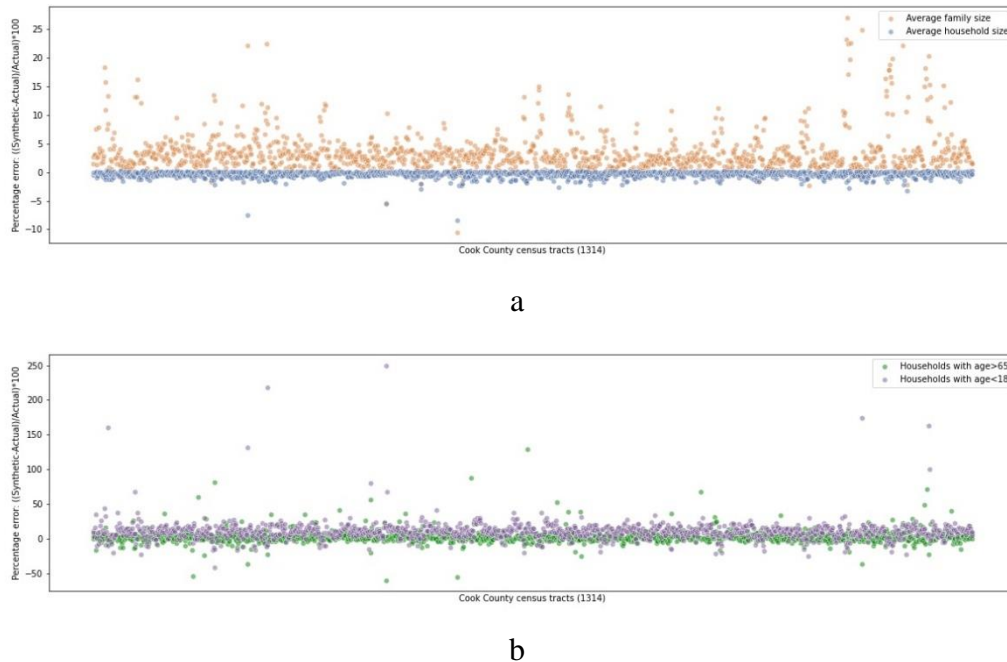 Percentage error: ((Synthetic-Actual)/Actual)*100
25
20
15
10
5
0
−5
−10
Average family size
Average household size
Cook County census tracts (1314)
a
Percentage error: ((Synthetic-Actual)/Actual)*100
250
200
150
100
50
0
−50
Households with age>65
Households with age<18
Cook County census tracts (1314)
b